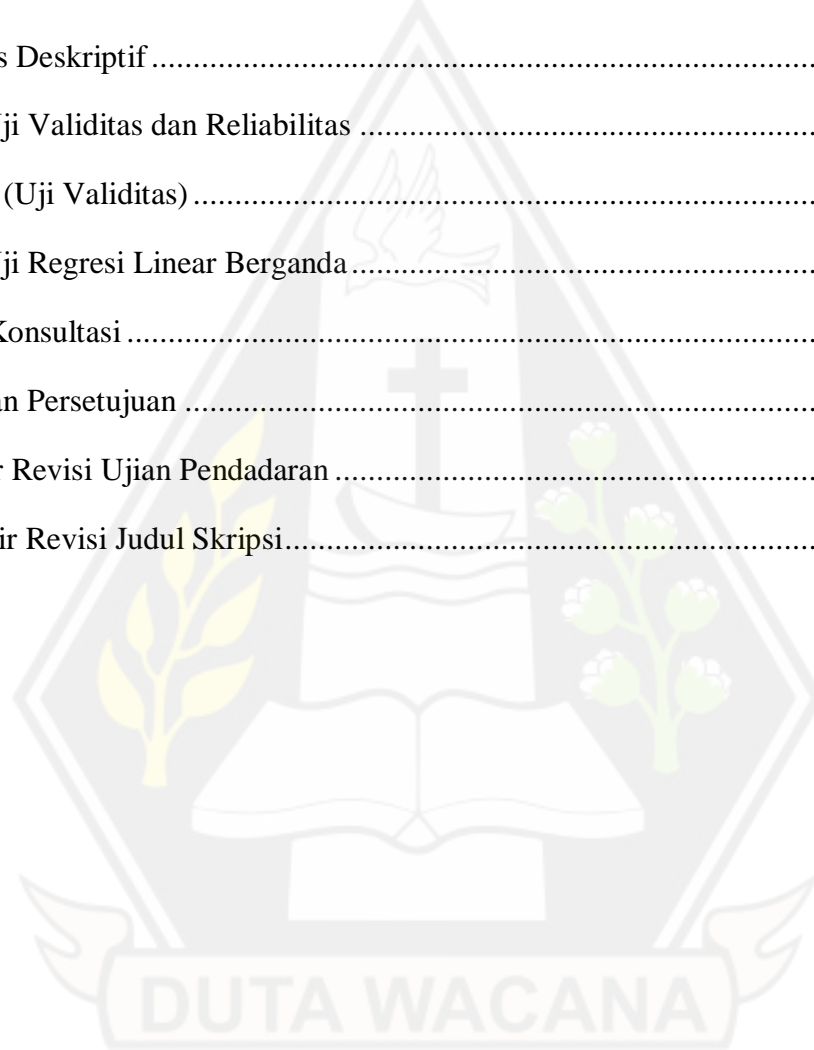 s Deskriptif ........................................................................................
ji Validitas dan Reliabilitas ........................................................
(Uji Validitas) ............................................................................
ji Regresi Linear Berganda ..........................................................
Konsultasi ....................................................................................
an Persetujuan .............................................................................
r Revisi Ujian Pendadaran ...........................................................
ir Revisi Judul Skripsi .................................................................
DUTA WACANA